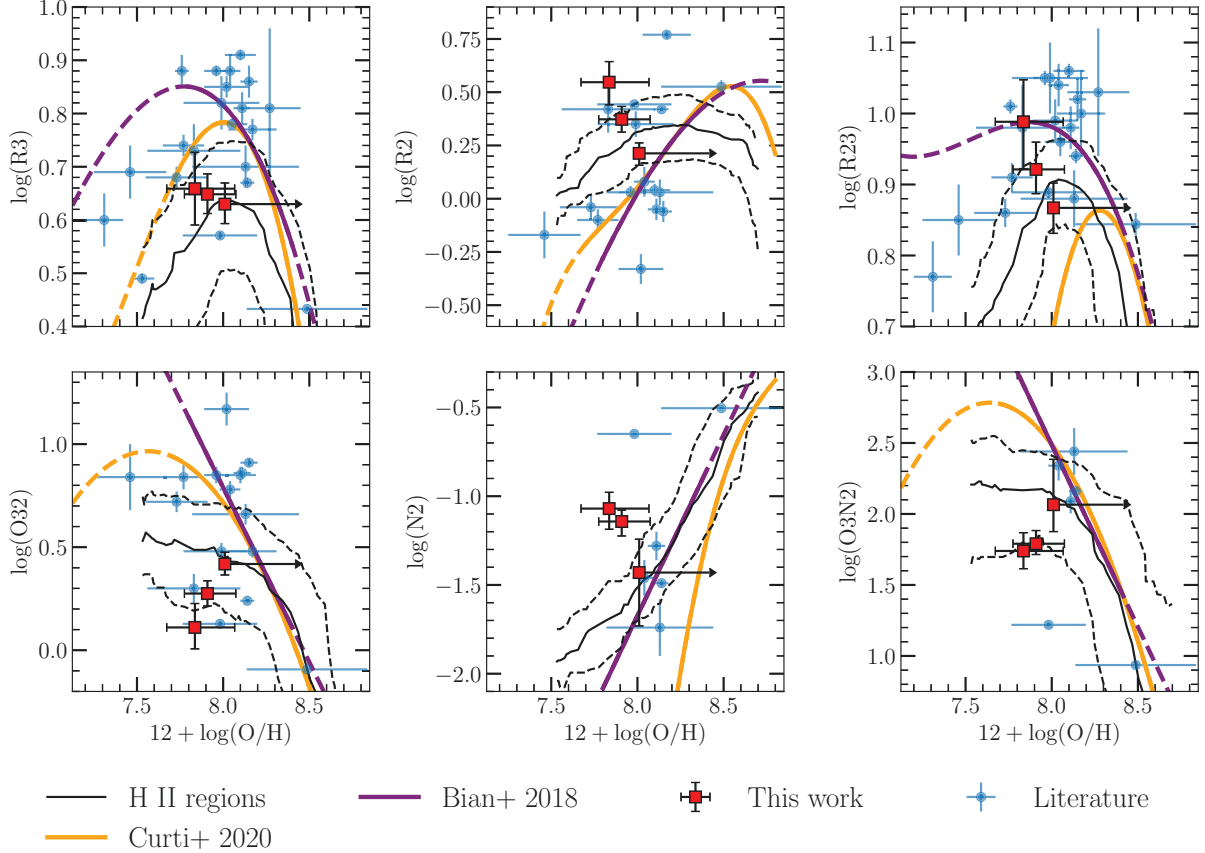 1.0
0.9
0.8
0.7
0.6
0.5
0.4
log(R3)
0.75
0.50
0.25
0.00
−0.25
−0.50
log(R2)
1.1
1.0
0.9
0.8
0.7
log(R23)
1.0
0.5
0.0
log(O32)
7.5 8.0 8.5
12 + log(O/H)
−0.5
−1.0
−1.5
−2.0
log(N2)
7.5 8.0 8.5
12 + log(O/H)
3.0
2.5
2.0
1.5
1.0
log(O3N2)
7.5 8.0 8.5
12 + log(O/H)
H II regions
Bian+ 2018
This work
Literature
Curti+ 2020